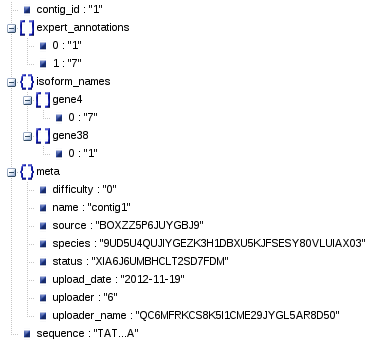 contig_id : "1"
[ ] expert_annotations
0 : "1"
1 : "7"
{ } isoform_names
[ ] gene4
0 : "7"
[ ] gene38
0 : "1"
{ } meta
difficulty : "0"
name : "contig1"
source : "BOXZZ5P6JUYGBJ9"
species : "9UD5U4QUJIYGEZK3H1DBXU5KJFSESY80VLUIAX03"
status : "XIA6J6UMBHCLT2SD7FDM"
upload_date : "2012-11-19"
uploader : "6"
uploader_name : "QC6MFRKCS8K5I1CME29JYGL5AR8D50"
sequence : "TAT...A"